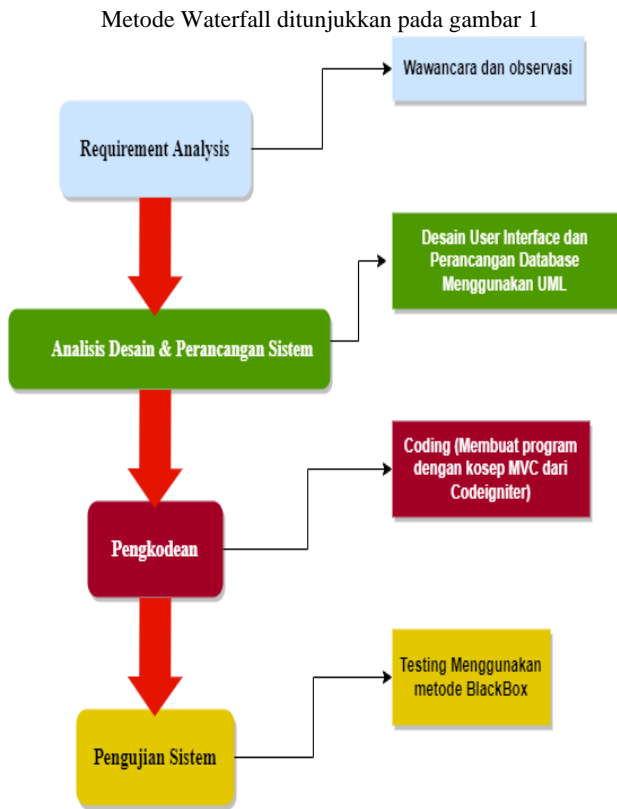 Metode Waterfall ditunjukkan pada gambar 1
Wawancara dan observasi
Requirement Analysis
Desain User Interface dan
Perancangan Database
Menggunakan UML
Analisis Desain & Perancangan Sistem
Coding (Membuat program
dengan kosep MVC dari
Codeigniter)
Pengkodean
Testing Menggunakan
metode BlackBox
Pengujian Sistem